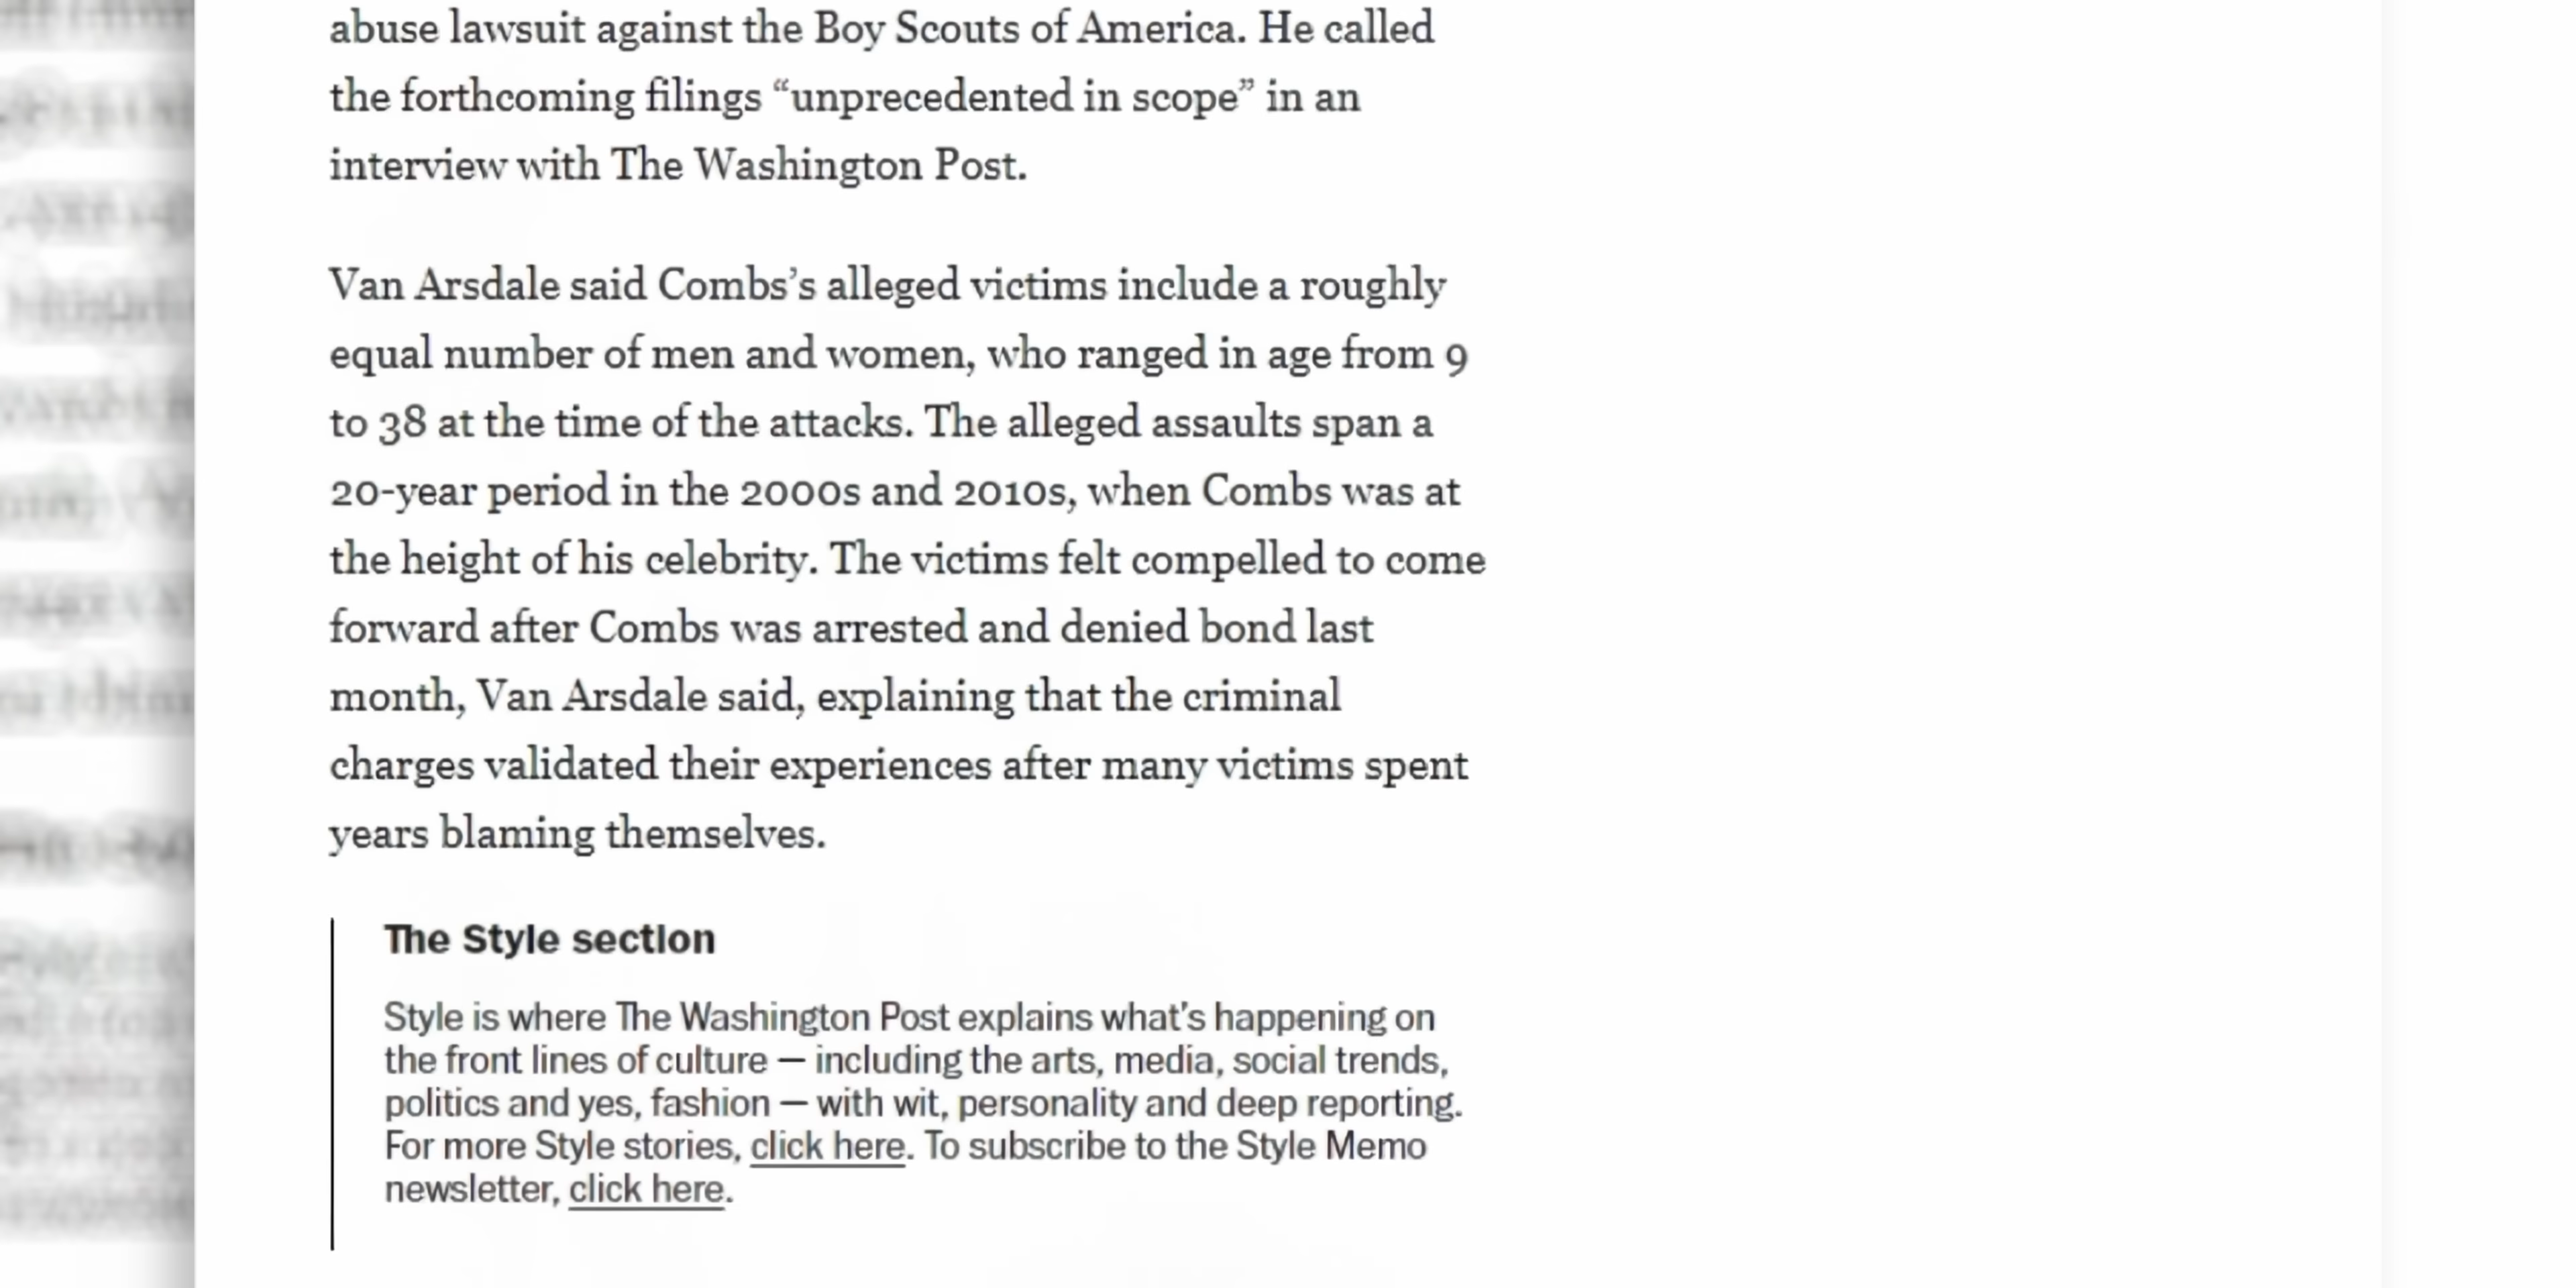 abuse lawsuit against the Boy Scouts of America. He called
the forthcoming filings “unprecedented in scope” in an
interview with The Washington Post.
Van Arsdale said Combs’s alleged victims include a roughly
equal number of men and women, who ranged in age from 9
to 38 at the time of the attacks. The alleged assaults span a
20-year period in the 2000s and 2010s, when Combs was at
the height of his celebrity. The victims felt compelled to come
forward after Combs was arrested and denied bond last
month, Van Arsdale said, explaining that the criminal
charges validated their experiences after many victims spent
years blaming themselves.
The Style section
Style is where The Washington Post explains what’s happening on
the front lines of culture — including the arts, media, social trends,
politics and yes, fashion — with wit, personality and deep reporting.
For more Style stories, click here. To subscribe to the Style Memo
newsletter, click here.